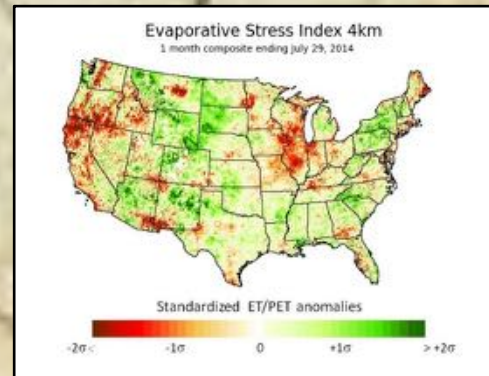 Evaporative Stress Index 4km
1 month composite ending July 29, 2014
Standardized ET/PET anomalies
-2σ< -1σ 0 +1σ > +2σ